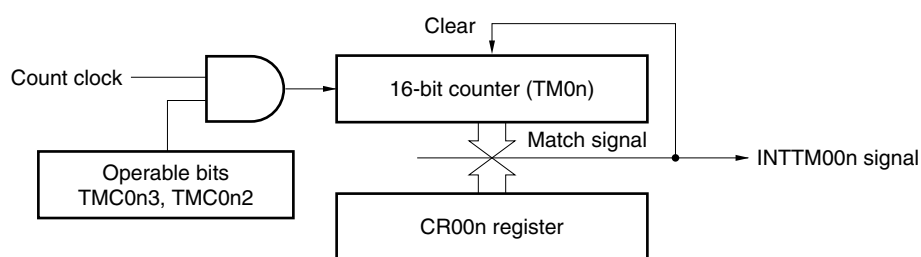 Clear
Count clock
16-bit counter (TM0n)
Match signal
INTTM00n signal
Operable bits
TMC0n3, TMC0n2
CR00n register